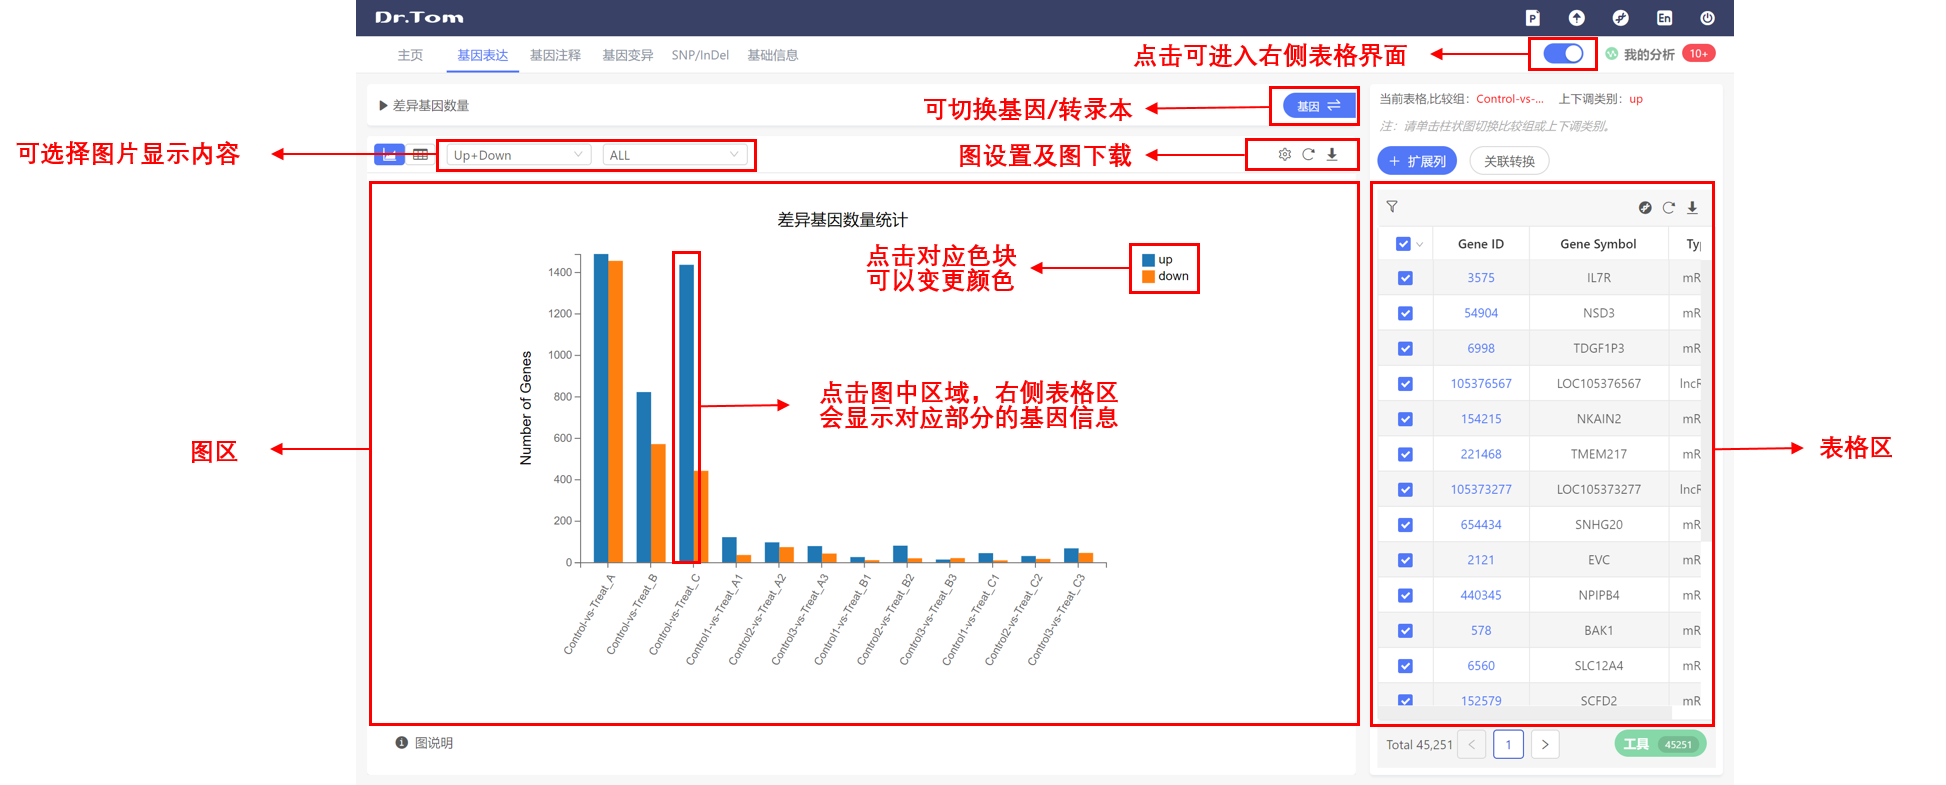 Dr.Tom
P
En
主页
基因表达
基因注释
基因变异
SNP/InDel
基础信息
点击可进入右侧表格界面
我的分析
10+
差异基因数量
可切换基因/转录本
基因
当前表格,比较组: Control-vs-... 上下调类别: up
注: 请单击柱状图切换比较组或上下调类别。
可选择图片显示内容
Up+Down
ALL
图设置及图下载
+ 扩展列
关联转换
差异基因数量统计
点击对应色块
可以变更颜色
up
down
Number of Genes
1400
1200
1000
800
600
400
200
0
点击图中区域，右侧表格区
会显示对应部分的基因信息
图区
表格区
Control-vs-Treat_A
Control-vs-Treat_B
Control-vs-Treat_C
Control1-vs-Treat_A1
Control2-vs-Treat_A2
Control3-vs-Treat_A3
Control1-vs-Treat_B1
Control2-vs-Treat_B2
Control3-vs-Treat_B3
Control1-vs-Treat_C1
Control2-vs-Treat_C2
Control3-vs-Treat_C3
Gene ID Gene Symbol Ty
3575 IL7R mR
54904 NSD3 mR
6998 TDGF1P3 mR
105376567 LOC105376567 lncR
154215 NKAIN2 mR
221468 TMEM217 mR
105373277 LOC105373277 lncR
654434 SNHG20 mR
2121 EVC mR
440345 NPIPB4 mR
578 BAK1 mR
6560 SLC12A4 mR
152579 SCFD2 mR
图说明
Total 45,251 < 1 >
工具 45251